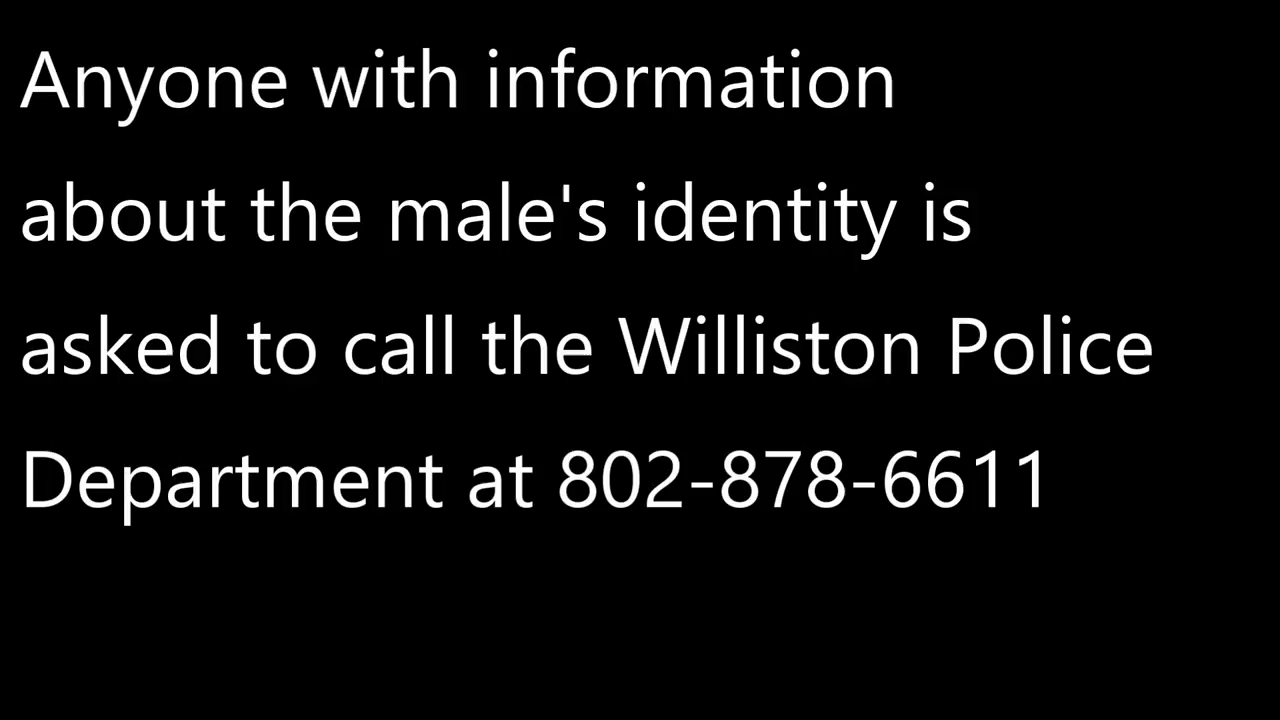 Anyone with information
about the male's identity is
asked to call the Williston Police
Department at 802-878-6611